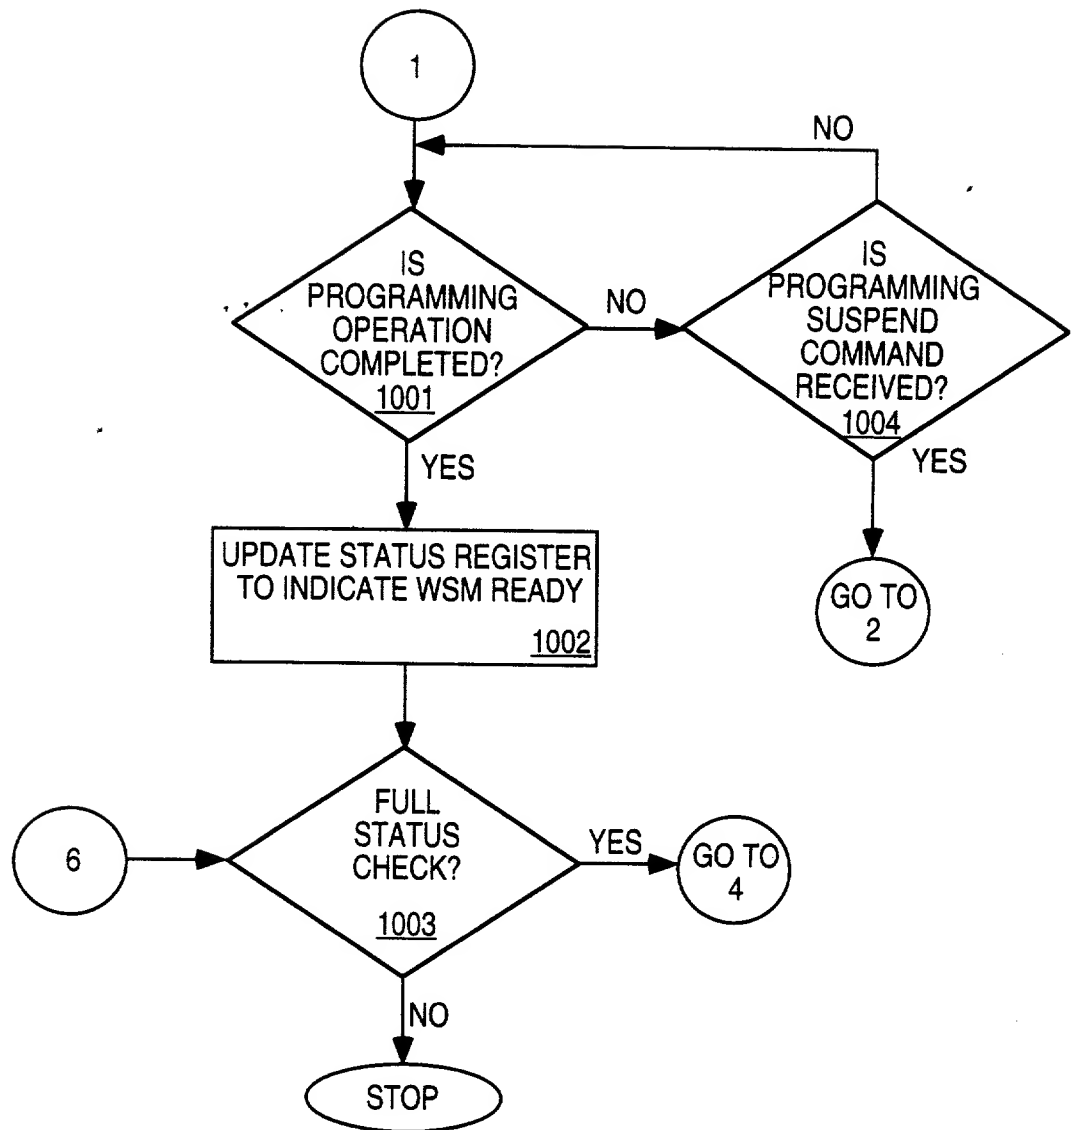 1
NO
IS
PROGRAMMING
OPERATION
COMPLETED?
1001
NO
IS
PROGRAMMING
SUSPEND
COMMAND
RECEIVED?
1004
YES
YES
UPDATE STATUS REGISTER
TO INDICATE WSM READY
1002
GO TO
2
6
FULL
STATUS
CHECK?
1003
YES
GO TO
4
NO
STOP